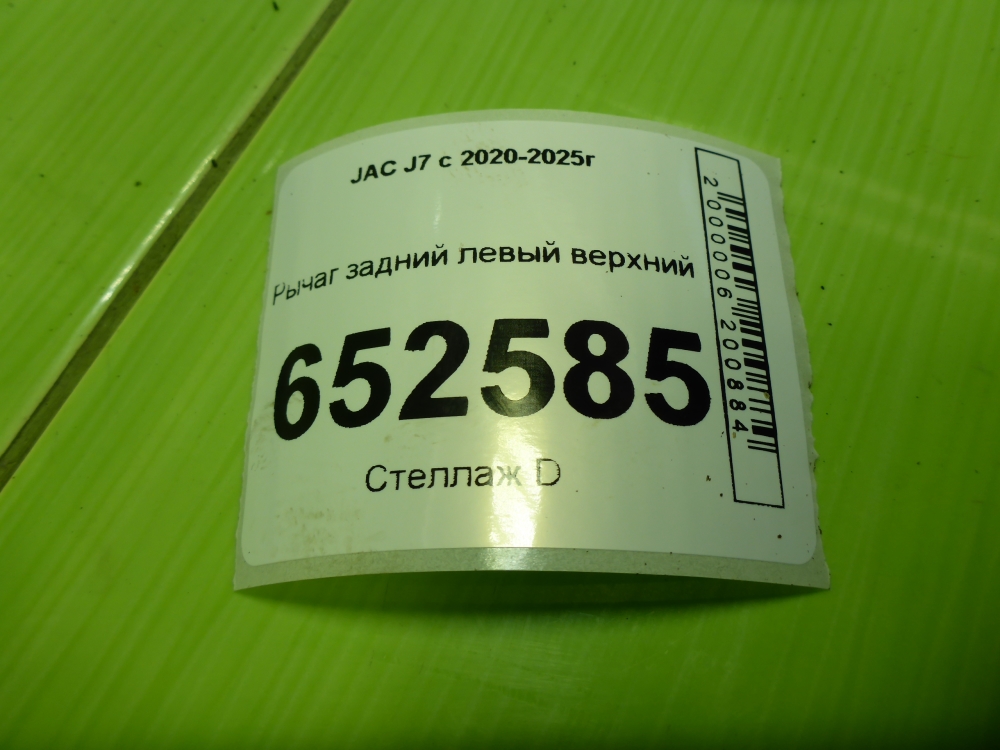 JAC J7 с 2020-2025г
Рычаг задний левый верхний
652585
Стеллаж D
2000006200884